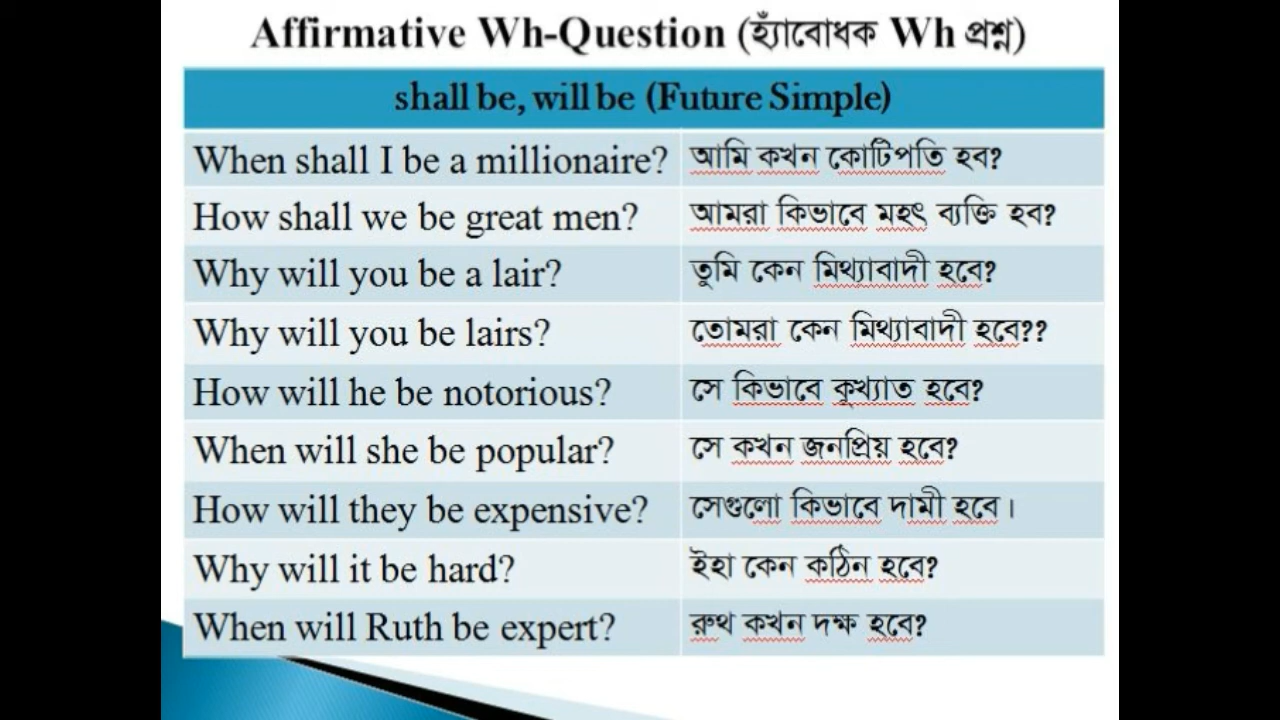 Affirmative Wh-Question (হ্যাঁবোধক Wh প্রশ্ন)
shall be, will be (Future Simple)
When shall I be a millionaire? আমি কখন কোটিপতি হব?
How shall we be great men? আমরা কিভাবে মহৎ ব্যক্তি হব?
Why will you be a lair? তুমি কেন মিথ্যাবাদী হবে?
Why will you be lairs? তোমরা কেন মিথ্যাবাদী হবে??
How will he be notorious? সে কিভাবে কূখ্যাত হবে?
When will she be popular? সে কখন জনপ্রিয় হবে?
How will they be expensive? সেগুলো কিভাবে দামী হবে।
Why will it be hard? ইহা কেন কঠিন হবে?
When will Ruth be expert? রুথ কখন দক্ষ হবে?